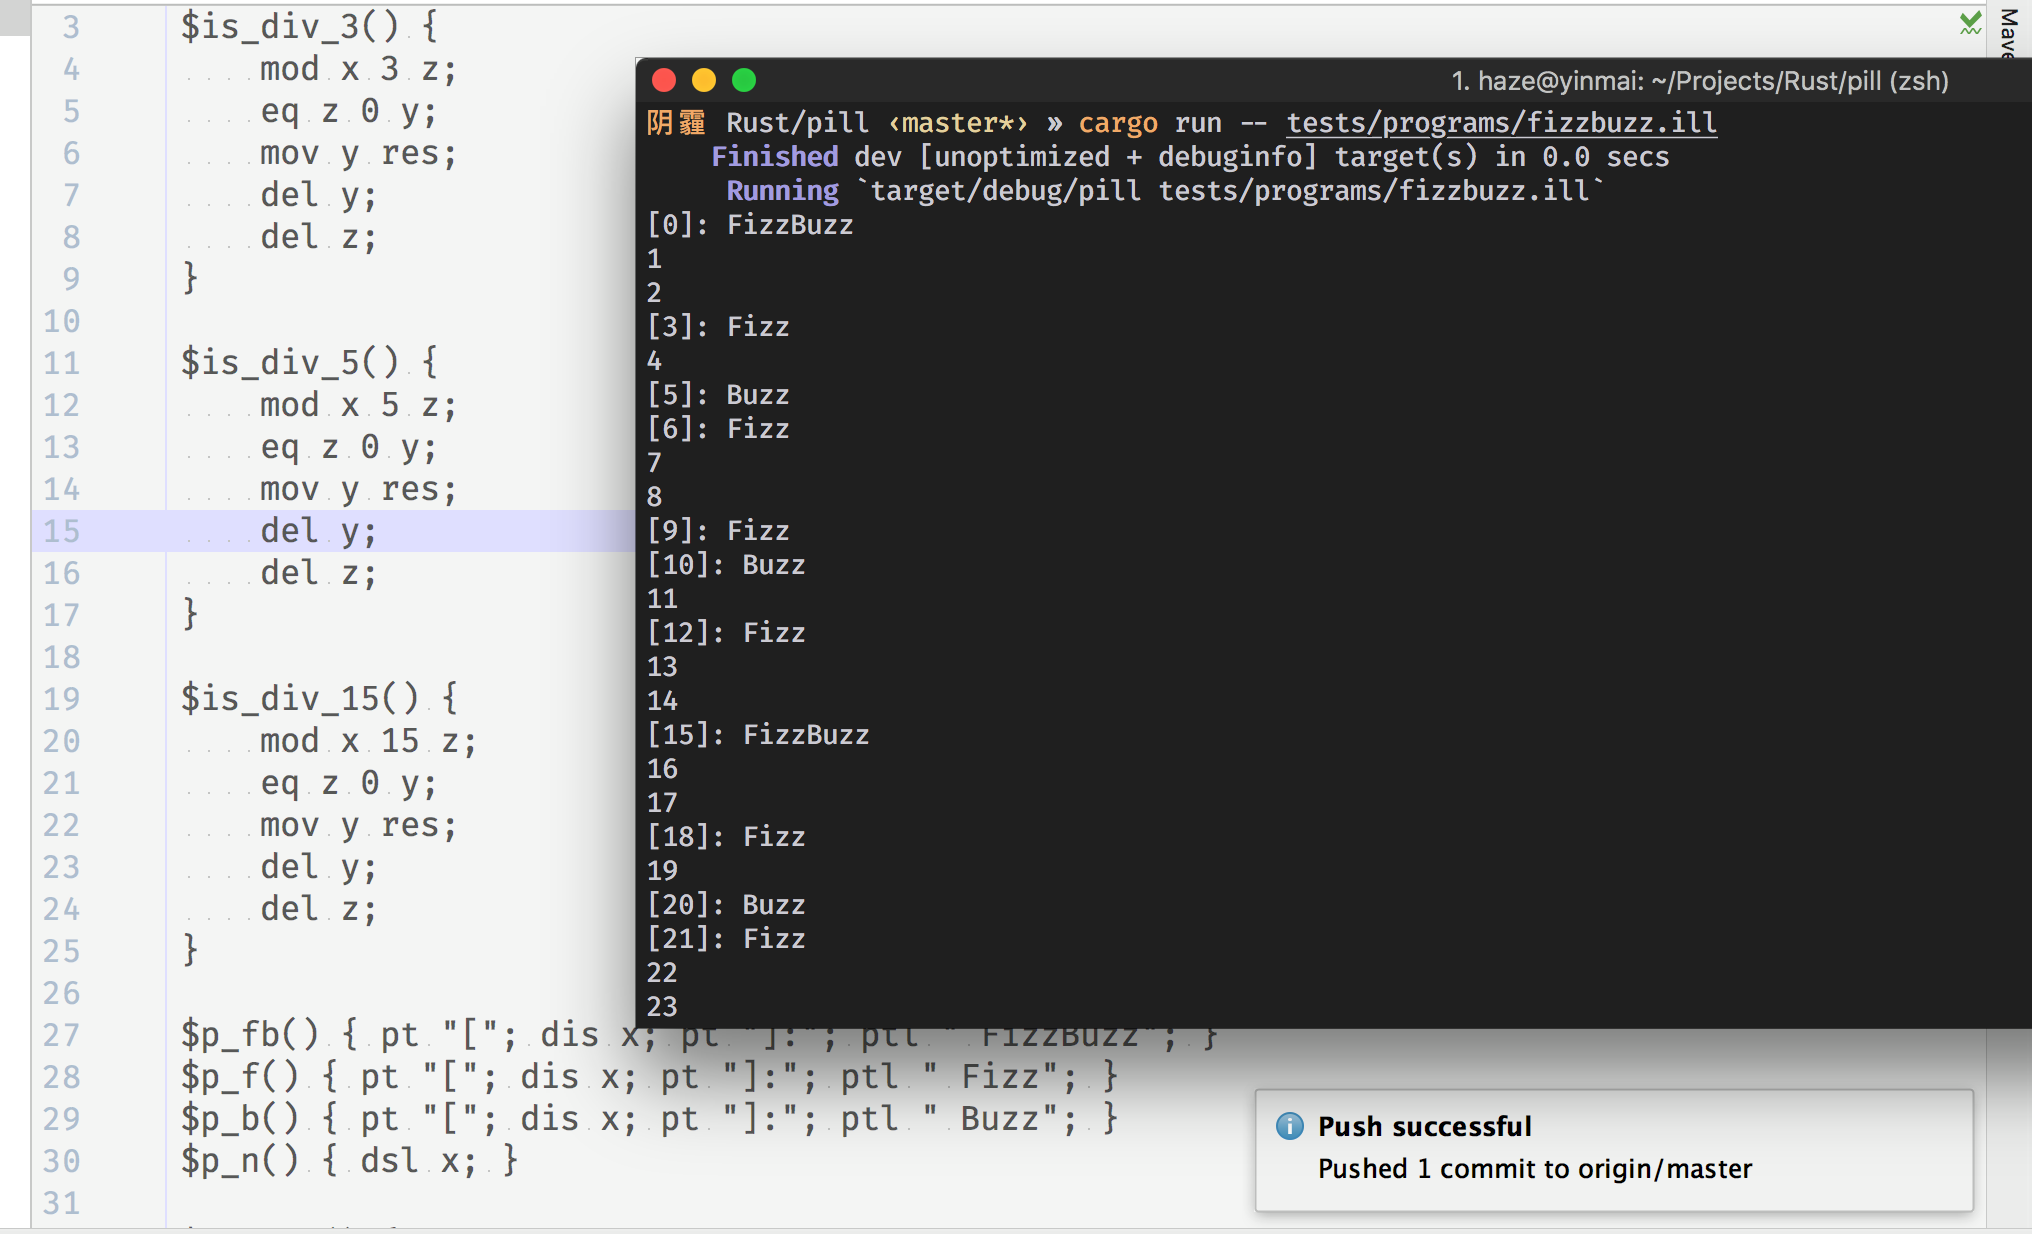 3 $is_div_3() {
4 mod x 3 z;
5 eq z 0 y;
6 mov y res;
7 del y;
8 del z;
9 }
10
11 $is_div_5() {
12 mod x 5 z;
13 eq z 0 y;
14 mov y res;
15 del y;
16 del z;
17 }
18
19 $is_div_15() {
20 mod x 15 z;
21 eq z 0 y;
22 mov y res;
23 del y;
24 del z;
25 }
26
27 $p_fb() { pt "["; dis x; pt "]:"; ptl " FizzBuzz"; }
28 $p_f() { pt "["; dis x; pt "]:"; ptl " Fizz"; }
29 $p_b() { pt "["; dis x; pt "]:"; ptl " Buzz"; }
30 $p_n() { dsl x; }
31
1. haze@yinmai: ~/Projects/Rust/pill (zsh)
阴霾 Rust/pill ‹master*› » cargo run -- tests/programs/fizzbuzz.ill
Finished dev [unoptimized + debuginfo] target(s) in 0.0 secs
Running `target/debug/pill tests/programs/fizzbuzz.ill`
[0]: FizzBuzz
1
2
[3]: Fizz
4
[5]: Buzz
[6]: Fizz
7
8
[9]: Fizz
[10]: Buzz
11
[12]: Fizz
13
14
[15]: FizzBuzz
16
17
[18]: Fizz
19
[20]: Buzz
[21]: Fizz
22
23
Push successful
Pushed 1 commit to origin/master